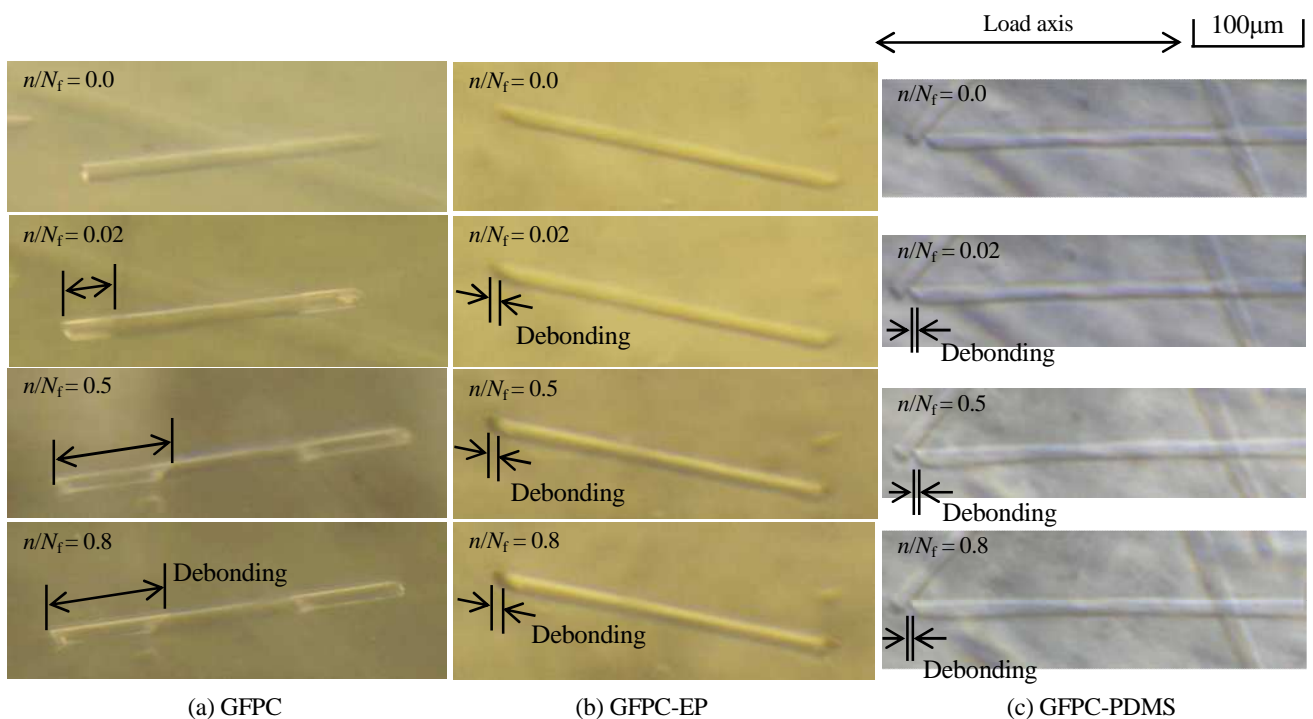 Load axis
100μm
n/Nf = 0.0
n/Nf = 0.02
n/Nf = 0.5
n/Nf = 0.8
Debonding
(a) GFPC
n/Nf = 0.0
n/Nf = 0.02
Debonding
n/Nf = 0.5
Debonding
n/Nf = 0.8
Debonding
(b) GFPC-EP
n/Nf = 0.0
n/Nf = 0.02
Debonding
n/Nf = 0.5
Debonding
n/Nf = 0.8
Debonding
(c) GFPC-PDMS